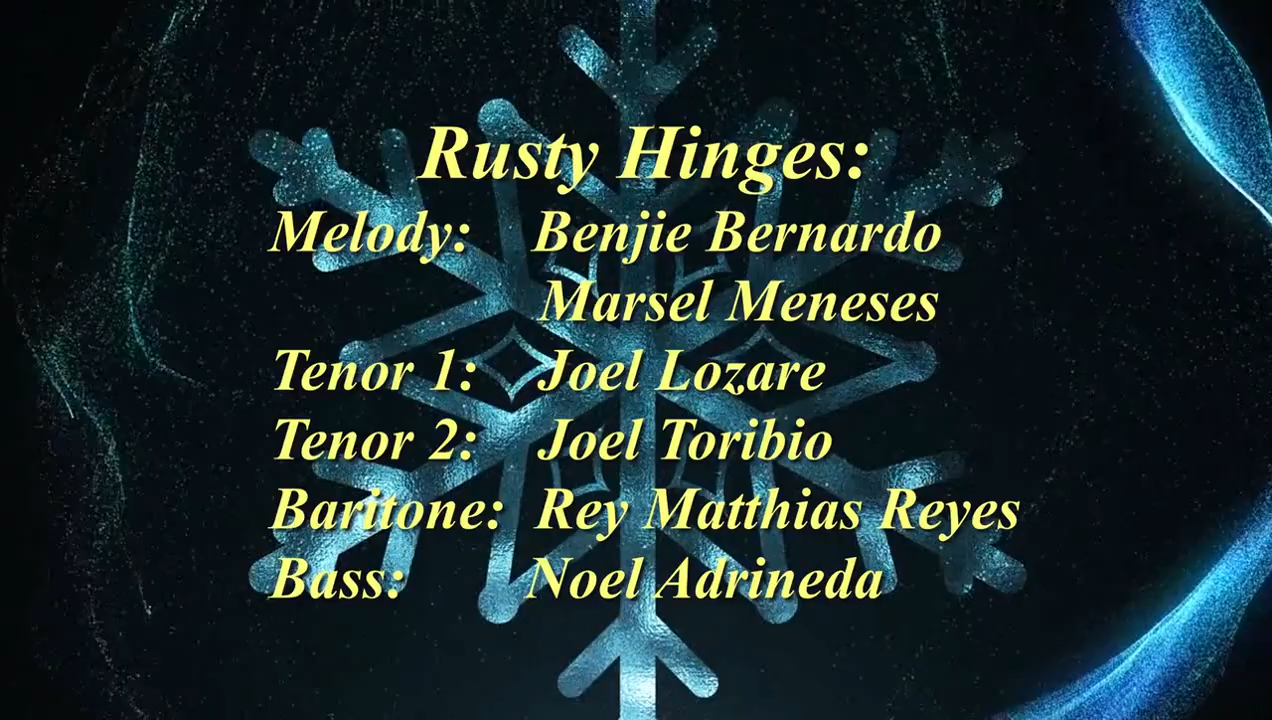 Rusty Hinges:
Melody: Benjie Bernardo
Marsel Meneses
Tenor 1: Joel Lozare
Tenor 2: Joel Toribio
Baritone: Rey Matthias Reyes
Bass: Noel Adrineda